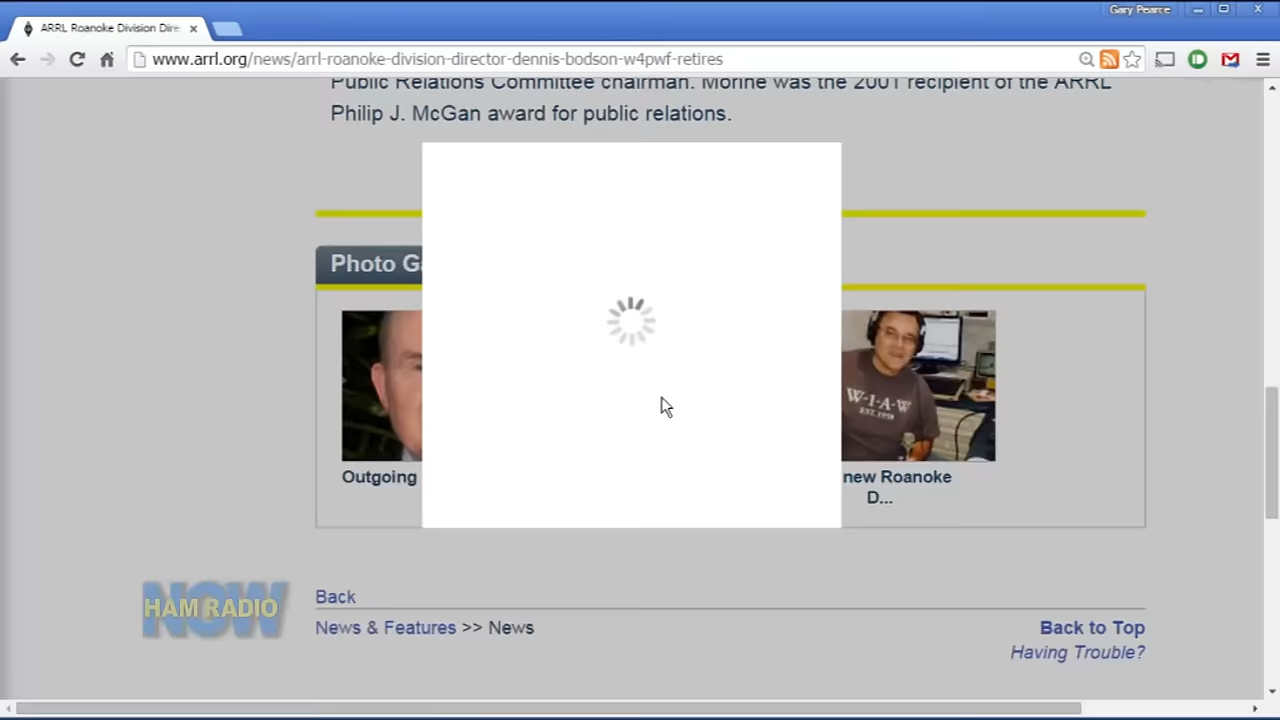 Gary Pearce
ARRL Roanoke Division Dire
www.arrl.org/news/arrl-roanoke-division-director-dennis-bodson-w4pwf-retires
Public Relations Committee chairman. Morine was the 2001 recipient of the ARRL
Philip J. McGan award for public relations.
Photo Ga
W-I-A-W
EST. 1938
Outgoing
new Roanoke
D...
NOW
HAM RADIO
Back
News & Features >> News
Back to Top
Having Trouble?